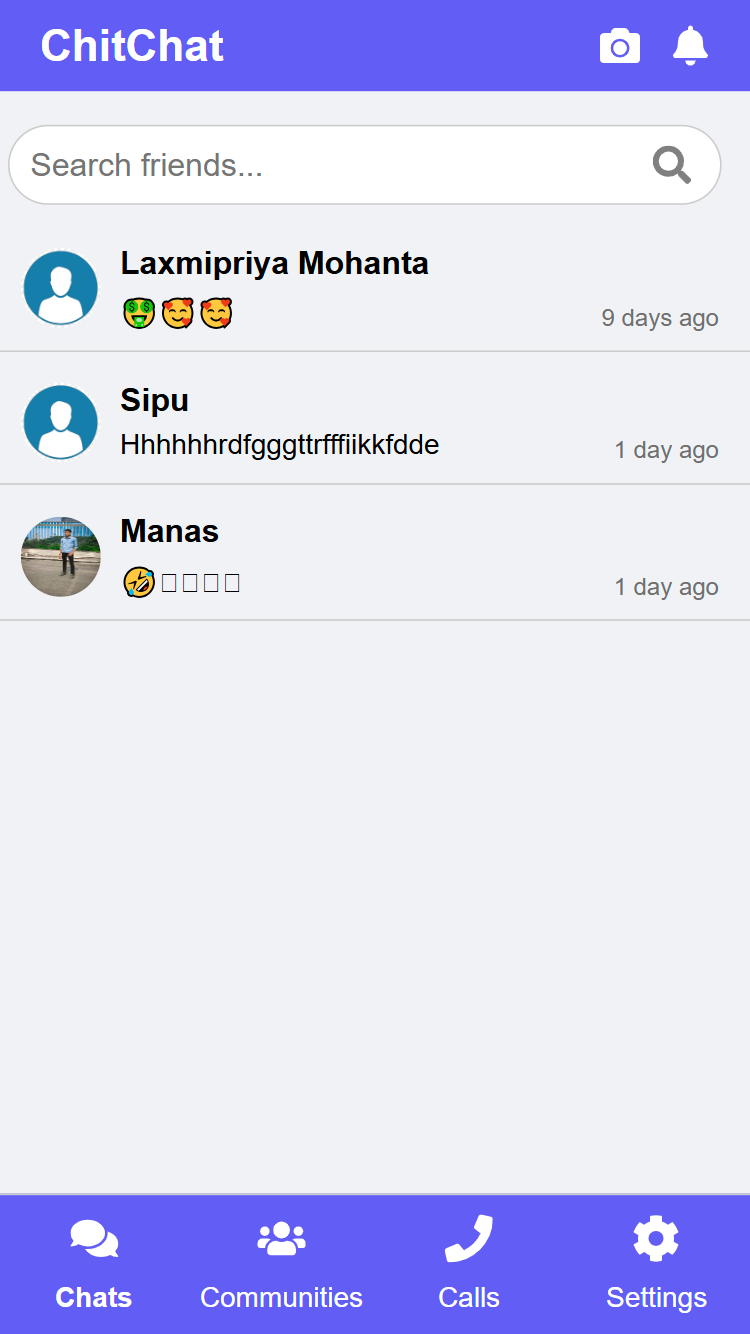 ChitChat
Search friends...
Laxmipriya Mohanta
🤑🥰🥰
9 days ago
Sipu
Hhhhhhrdfgggttrfffiikkfdde
1 day ago
Manas
🤣
1 day ago
Chats
Communities
Calls
Settings